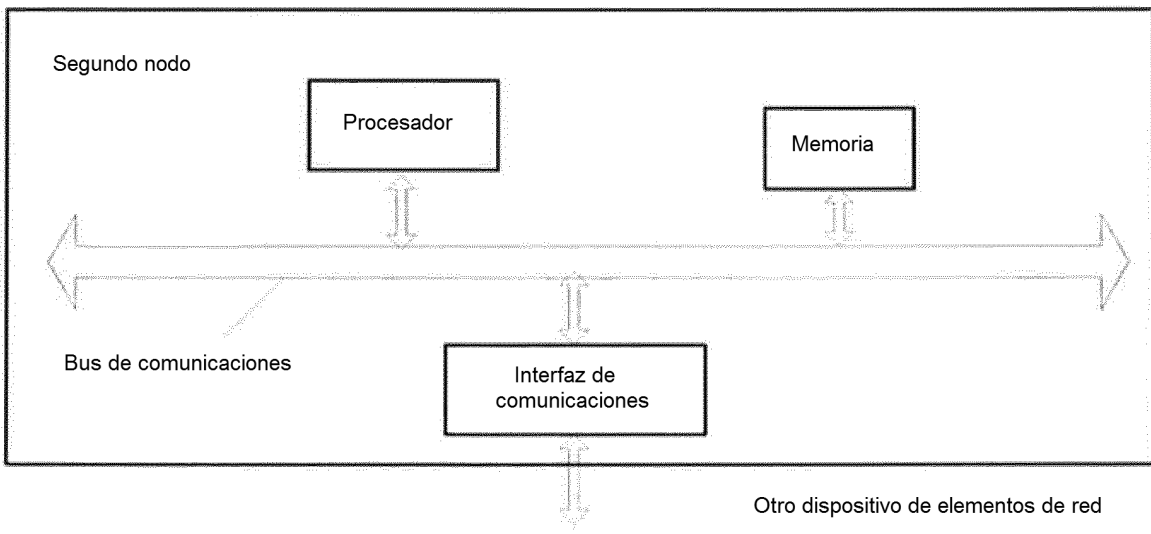 Segundo nodo
Procesador
Memoria
Bus de comunicaciones
Interfaz de
comunicaciones
Otro dispositivo de elementos de red